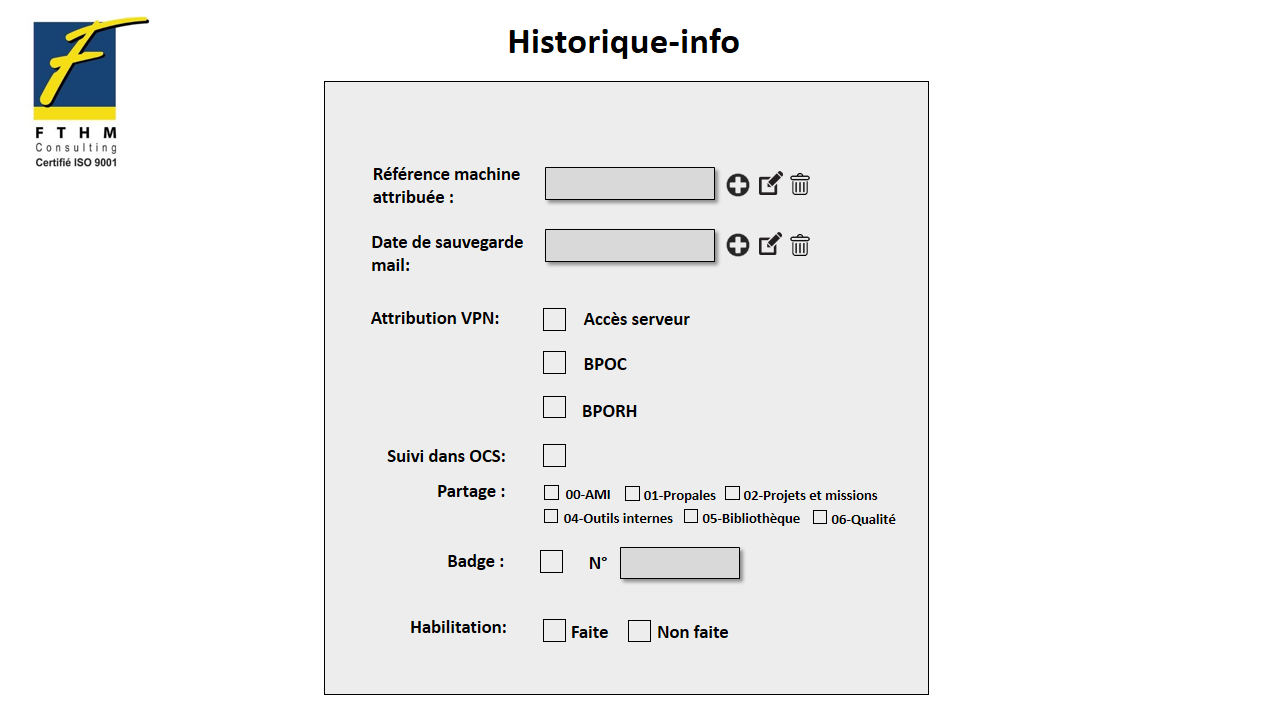 Historique-info
F T H M
Consulting
Certifié ISO 9001
Référence machine
attribuée :
Date de sauvegarde
mail:
Attribution VPN:
Accès serveur
BPOC
BPORH
Suivi dans OCS:
Partage :
00-AMI 01-Propales 02-Projets et missions
04-Outils internes 05-Bibliothèque 06-Qualité
Badge :
N°
Habilitation:
Faite Non faite